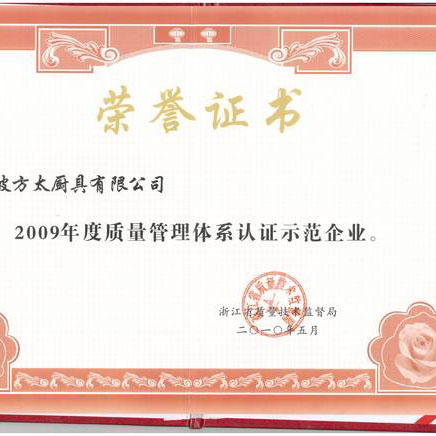 荣誉证书
波方太厨具有限公司
2009年度质量管理体系认证示范企业。
浙江省质量技术监督局
二〇一〇年五月